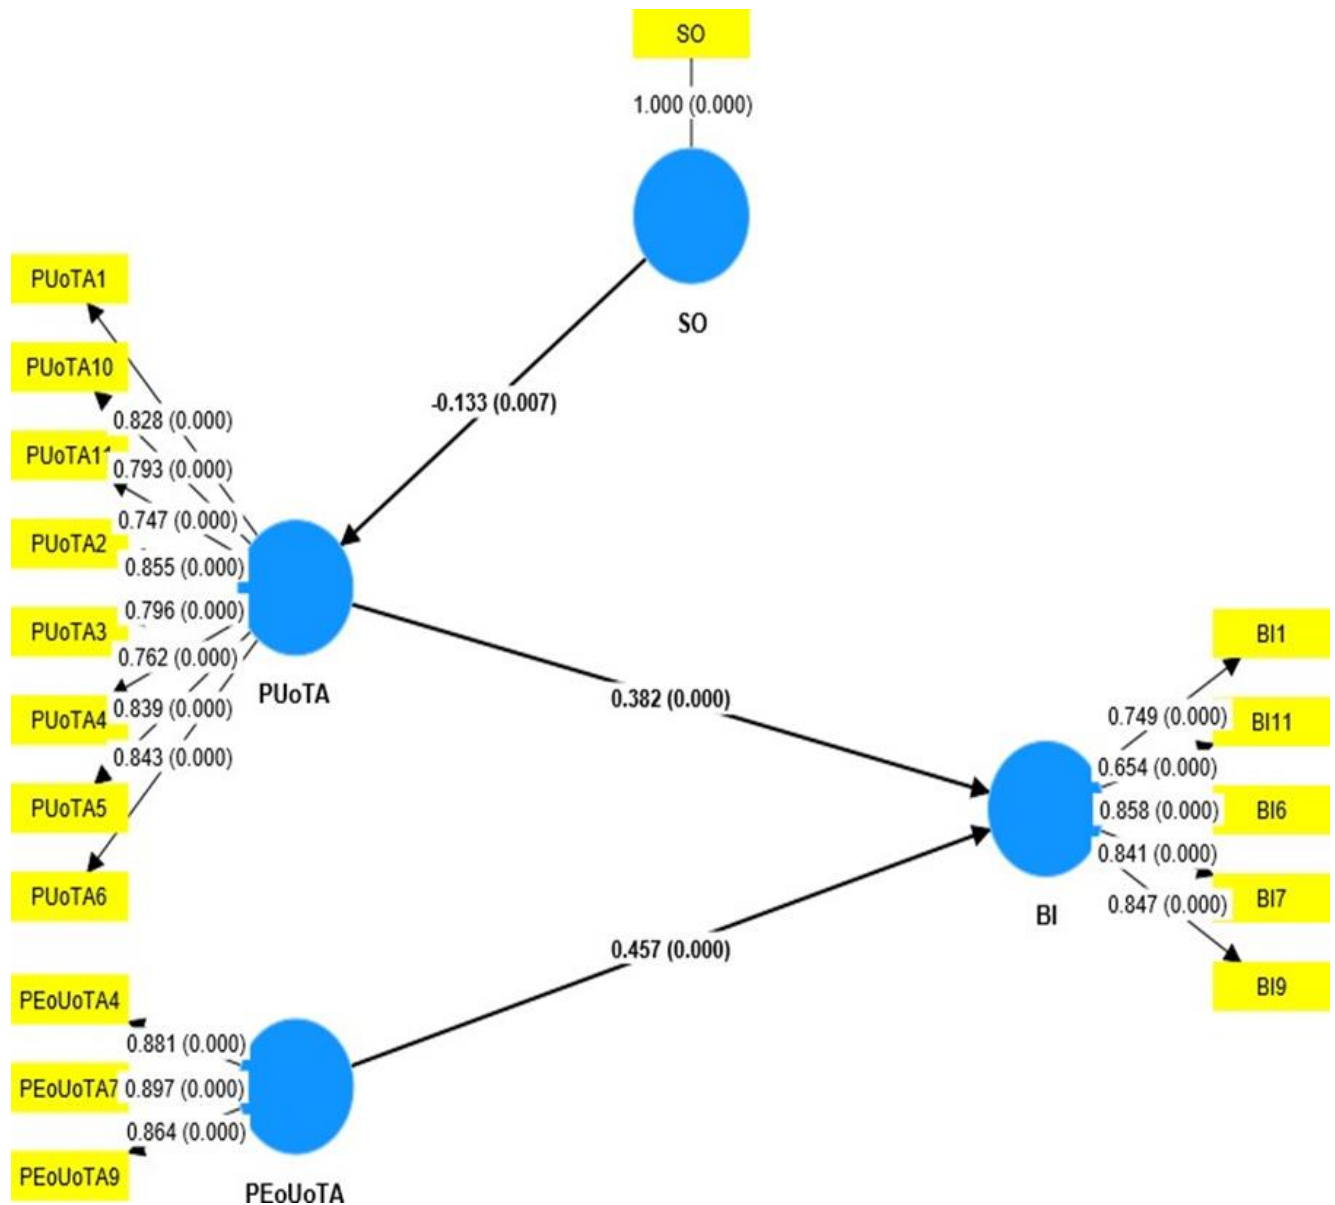 SO
1.000 (0.000)
SO
-0.133 (0.007)
PUoTA1
PUoTA10
PUoTA11
PUoTA2
PUoTA3
PUoTA4
PUoTA5
PUoTA6
0.828 (0.000)
0.793 (0.000)
0.747 (0.000)
0.855 (0.000)
0.796 (0.000)
0.762 (0.000)
0.839 (0.000)
0.843 (0.000)
PUoTA
0.382 (0.000)
PEoUoTA4
PEoUoTA7
PEoUoTA9
0.881 (0.000)
0.897 (0.000)
0.864 (0.000)
PEoUoTA
0.457 (0.000)
BI
0.749 (0.000)
0.654 (0.000)
0.858 (0.000)
0.841 (0.000)
0.847 (0.000)
BI1
BI11
BI6
BI7
BI9